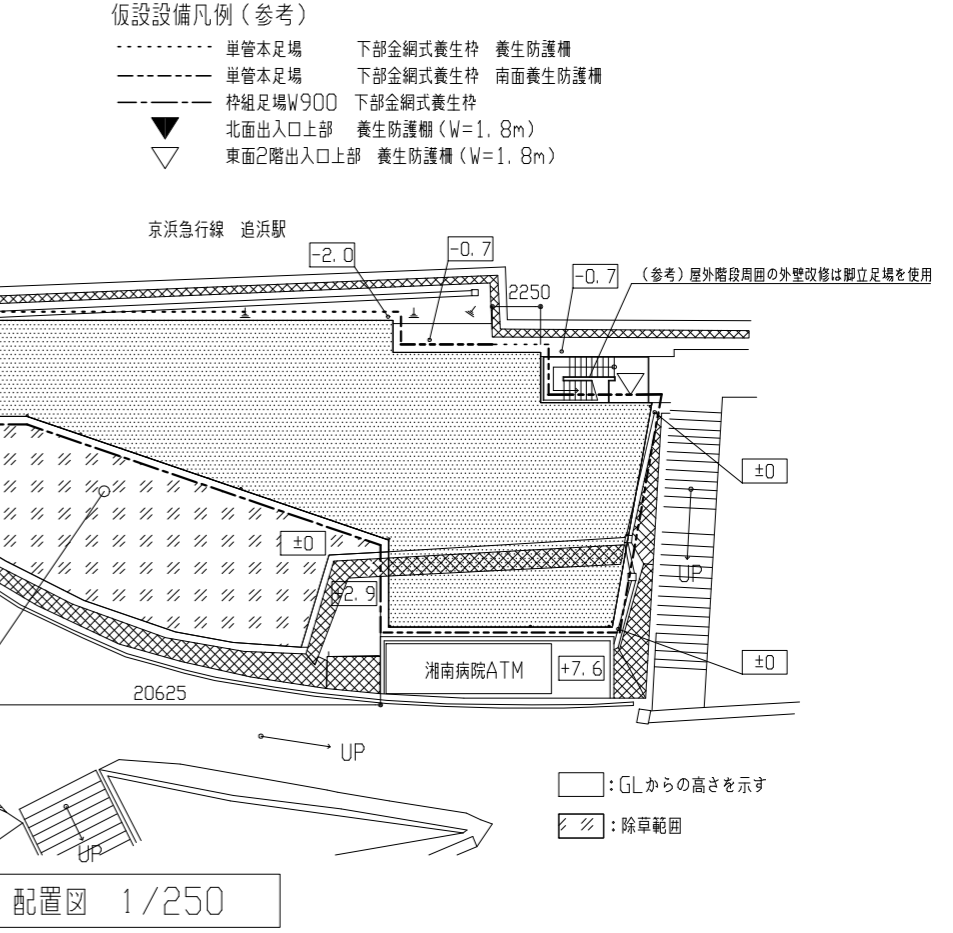 仮設設備凡例(参考)
単管本足場 下部金網式養生枠 養生防護柵
単管本足場 下部金網式養生枠 南面養生防護柵
枠組足場W900 下部金網式養生枠
北面出入口上部 養生防護棚(W=1.8m)
東面2階出入口上部 養生防護柵(W=1.8m)
京浜急行線 追浜駅
-2.0
-0.7
-0.7
(参考)屋外階段周囲の外壁改修は脚立足場を使用
2250
±0
±0
UP
-2.9
±0
湘南病院ATM
+7.6
20625
UP
:GLからの高さを示す
:除草範囲
UP
配置図 1/250